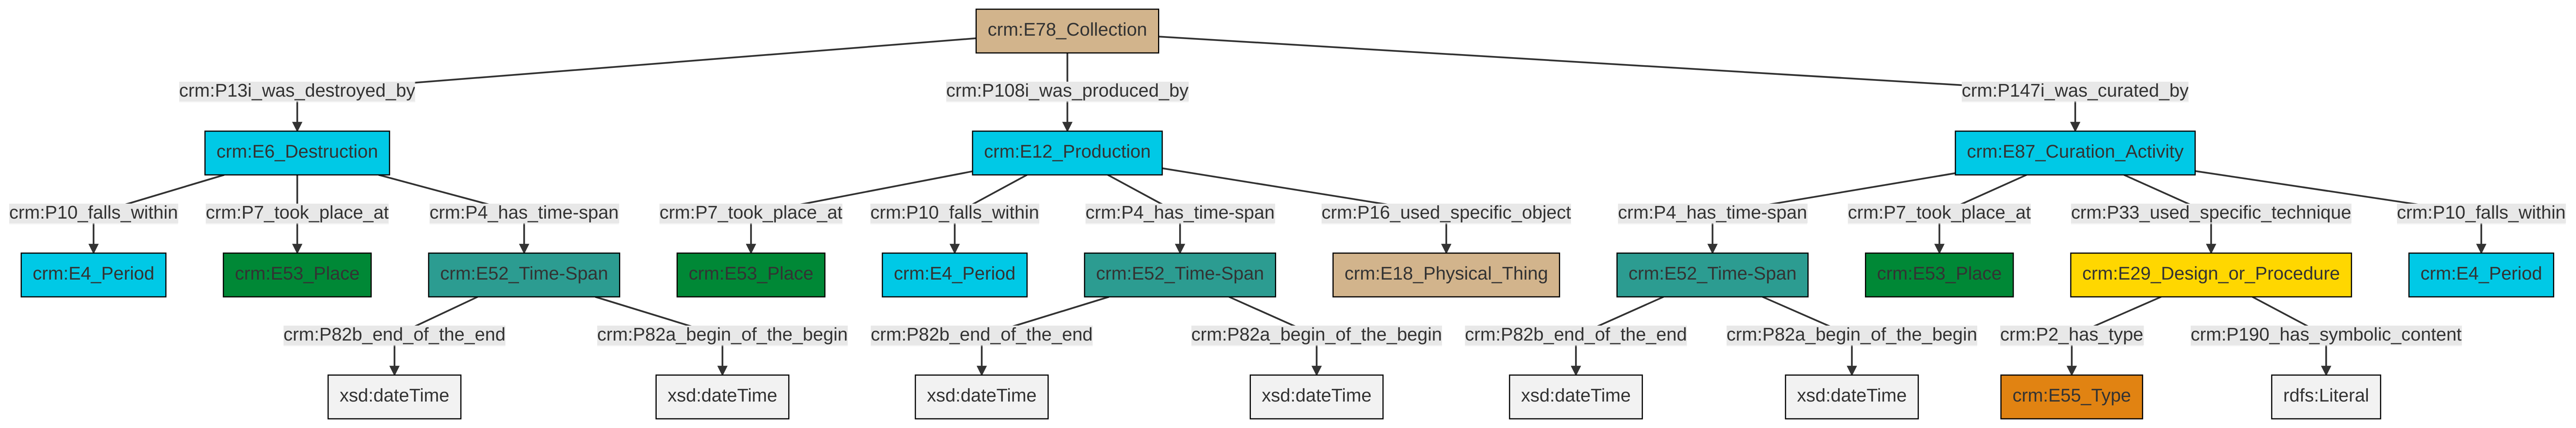 crm:E78_Collection
crm:P13i_was_destroyed_by
crm:P108i_was_produced_by
crm:P147i_was_curated_by
crm:E6_Destruction
crm:E12_Production
crm:E87_Curation_Activity
crm:P10_falls_within
crm:P7_took_place_at
crm:P4_has_time-span
crm:P7_took_place_at
crm:P10_falls_within
crm:P4_has_time-span
crm:P16_used_specific_object
crm:P4_has_time-span
crm:P7_took_place_at
crm:P33_used_specific_technique
crm:P10_falls_within
crm:E4_Period
crm:E53_Place
crm:E52_Time-Span
crm:E53_Place
crm:E4_Period
crm:E52_Time-Span
crm:E18_Physical_Thing
crm:E52_Time-Span
crm:E53_Place
crm:E29_Design_or_Procedure
crm:E4_Period
crm:P82b_end_of_the_end
crm:P82a_begin_of_the_begin
crm:P82b_end_of_the_end
crm:P82a_begin_of_the_begin
crm:P82b_end_of_the_end
crm:P82a_begin_of_the_begin
crm:P2_has_type
crm:P190_has_symbolic_content
xsd:dateTime
xsd:dateTime
xsd:dateTime
xsd:dateTime
xsd:dateTime
xsd:dateTime
crm:E55_Type
rdfs:Literal